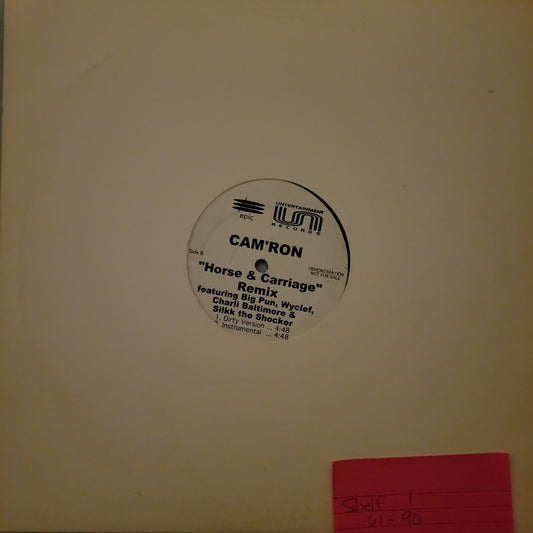 epic
UNTERTAINMENT
UN
RECORDS
CAM'RON
Side B
DEMONSTRATION
NOT FOR SALE
"Horse & Carriage"
Remix
featuring Big Pun, Wyclef,
Charli Baltimore &
Silkk the Shocker
1. Dirty Version ... 4:48
Instrumental ... 4:48
Shelf 1
61 = 90